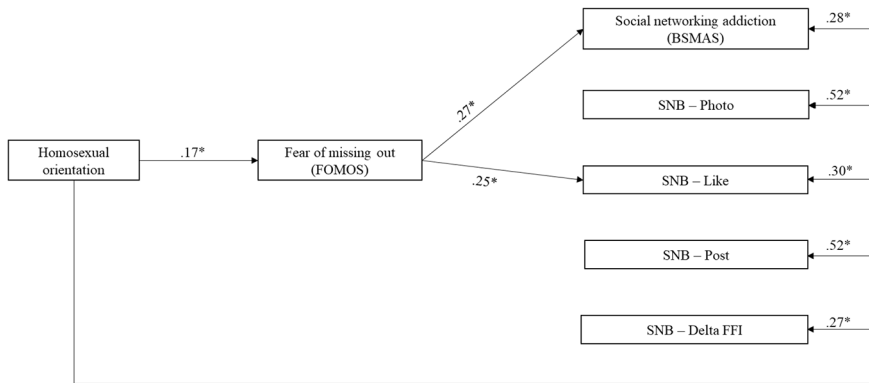 Social networking addiction
(BSMAS)
.28*
.27*
SNB – Photo
.52*
Homosexual
orientation
.17*
Fear of missing out
(FOMOS)
.25*
SNB – Like
.30*
SNB – Post
.52*
SNB – Delta FFI
.27*